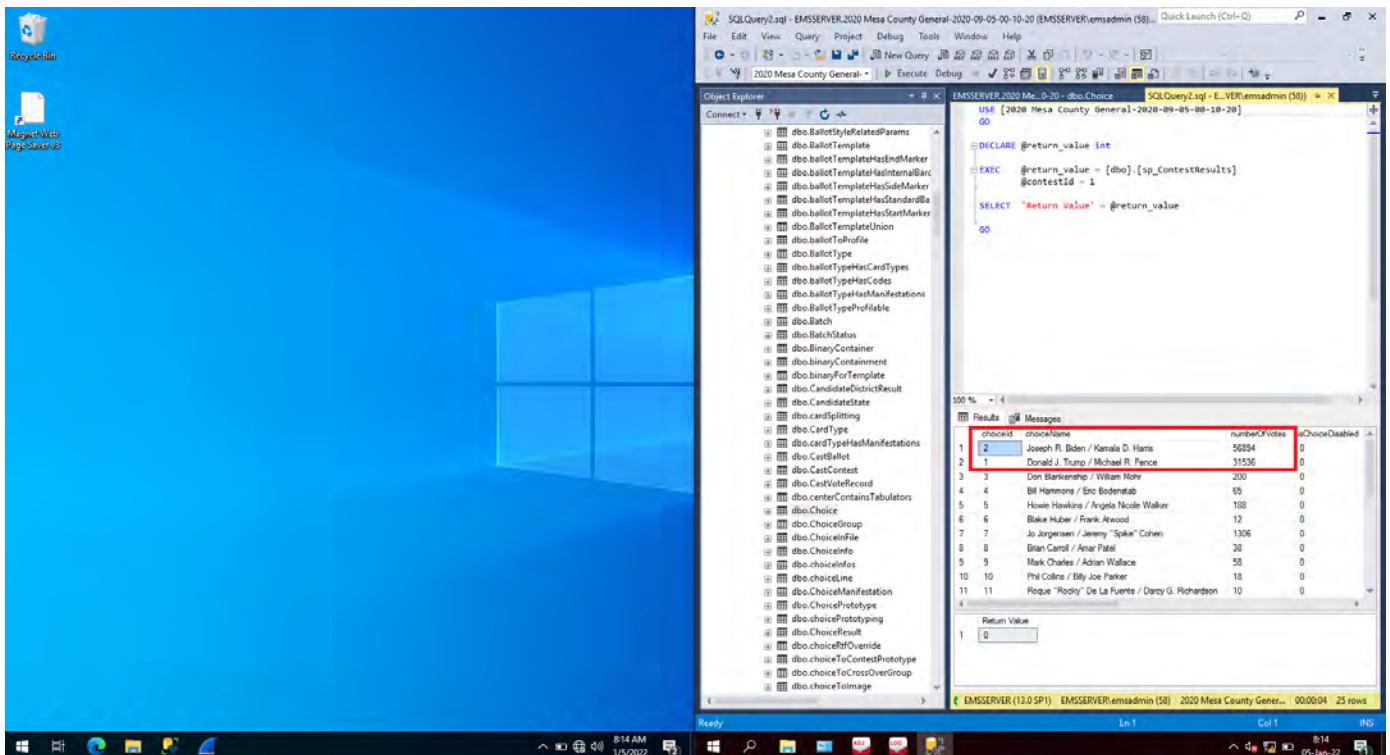 Recycle Bin
Magnet Web
Page Saver v3
8:14 AM
1/5/2022
SQLQuery2.sql - EMSSERVER.2020 Mesa County General-2020-09-05-00-10-20 (EMSSERVER\emsadmin (58)...
Quick Launch (Ctrl+Q)
File Edit View Query Project Debug Tools Window Help
New Query
2020 Mesa County General- Execute Debug
Object Explorer
Connect
dbo.BallotStyleRelatedParams
dbo.BallotTemplate
dbo.ballotTemplateHasEndMarker
dbo.ballotTemplateHasInternalBarc
dbo.ballotTemplateHasSideMarker
dbo.ballotTemplateHasStandardBa
dbo.ballotTemplateHasStartMarker
dbo.BallotTemplateUnion
dbo.ballotToProfile
dbo.BallotType
dbo.ballotTypeHasCardTypes
dbo.ballotTypeHasCodes
dbo.ballotTypeHasManifestations
dbo.BallotTypeProfilable
dbo.Batch
dbo.BatchStatus
dbo.BinaryContainer
dbo.binaryContainment
dbo.binaryForTemplate
dbo.CandidateDistrictResult
dbo.CandidateState
dbo.cardSplitting
dbo.CardType
dbo.cardTypeHasManifestations
dbo.CastBallot
dbo.CastContest
dbo.CastVoteRecord
dbo.centerContainsTabulators
dbo.Choice
dbo.ChoiceGroup
dbo.ChoiceInFile
dbo.ChoiceInfo
dbo.choiceInfos
dbo.choiceLine
dbo.ChoiceManifestation
dbo.ChoicePrototype
dbo.choicePrototyping
dbo.ChoiceResult
dbo.choiceRtfOverride
dbo.choiceToContestPrototype
dbo.choiceToCrossOverGroup
dbo.choiceToImage
EMSSERVER.2020 Me...0-20 - dbo.Choice SQLQuery2.sql - E...VER\emsadmin (58))
USE [2020 Mesa County General-2020-09-05-00-10-20]
GO
DECLARE @return_value int
EXEC @return_value = [dbo].[sp_ContestResults]
@contestId = 1
SELECT 'Return Value' = @return_value
GO
100 %
Results Messages
choiceId choiceName numberOfVotes isChoiceDisabled
1 2 Joseph R. Biden / Kamala D. Harris 56894 0
2 1 Donald J. Trump / Michael R. Pence 31536 0
3 3 Don Blankenship / William Mohr 200 0
4 4 Bill Hammons / Eric Bodenstab 65 0
5 5 Howie Hawkins / Angela Nicole Walker 188 0
6 6 Blake Huber / Frank Atwood 12 0
7 7 Jo Jorgensen / Jeremy "Spike" Cohen 1306 0
8 8 Brian Carroll / Amar Patel 38 0
9 9 Mark Charles / Adrian Wallace 58 0
10 10 Phil Collins / Billy Joe Parker 18 0
11 11 Roque "Rocky" De La Fuente / Darcy G. Richardson 10 0
Return Value
1 0
EMSSERVER (13.0 SP1) EMSSERVER\emsadmin (58) 2020 Mesa County Gener... 00:00:04 25 rows
Ready Ln 1 Col 1 INS
8:14
05-Jan-22